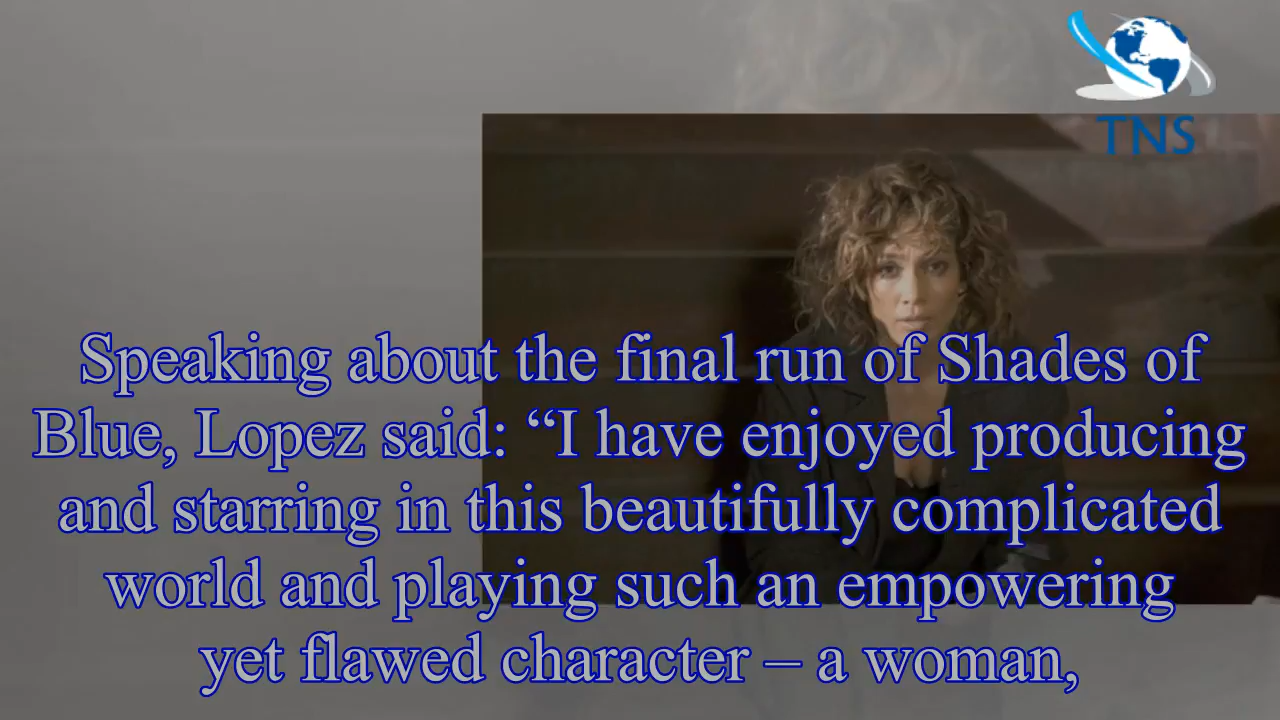 TNS
Speaking about the final run of Shades of
Blue, Lopez said: “I have enjoyed producing
and starring in this beautifully complicated
world and playing such an empowering
yet flawed character – a woman,